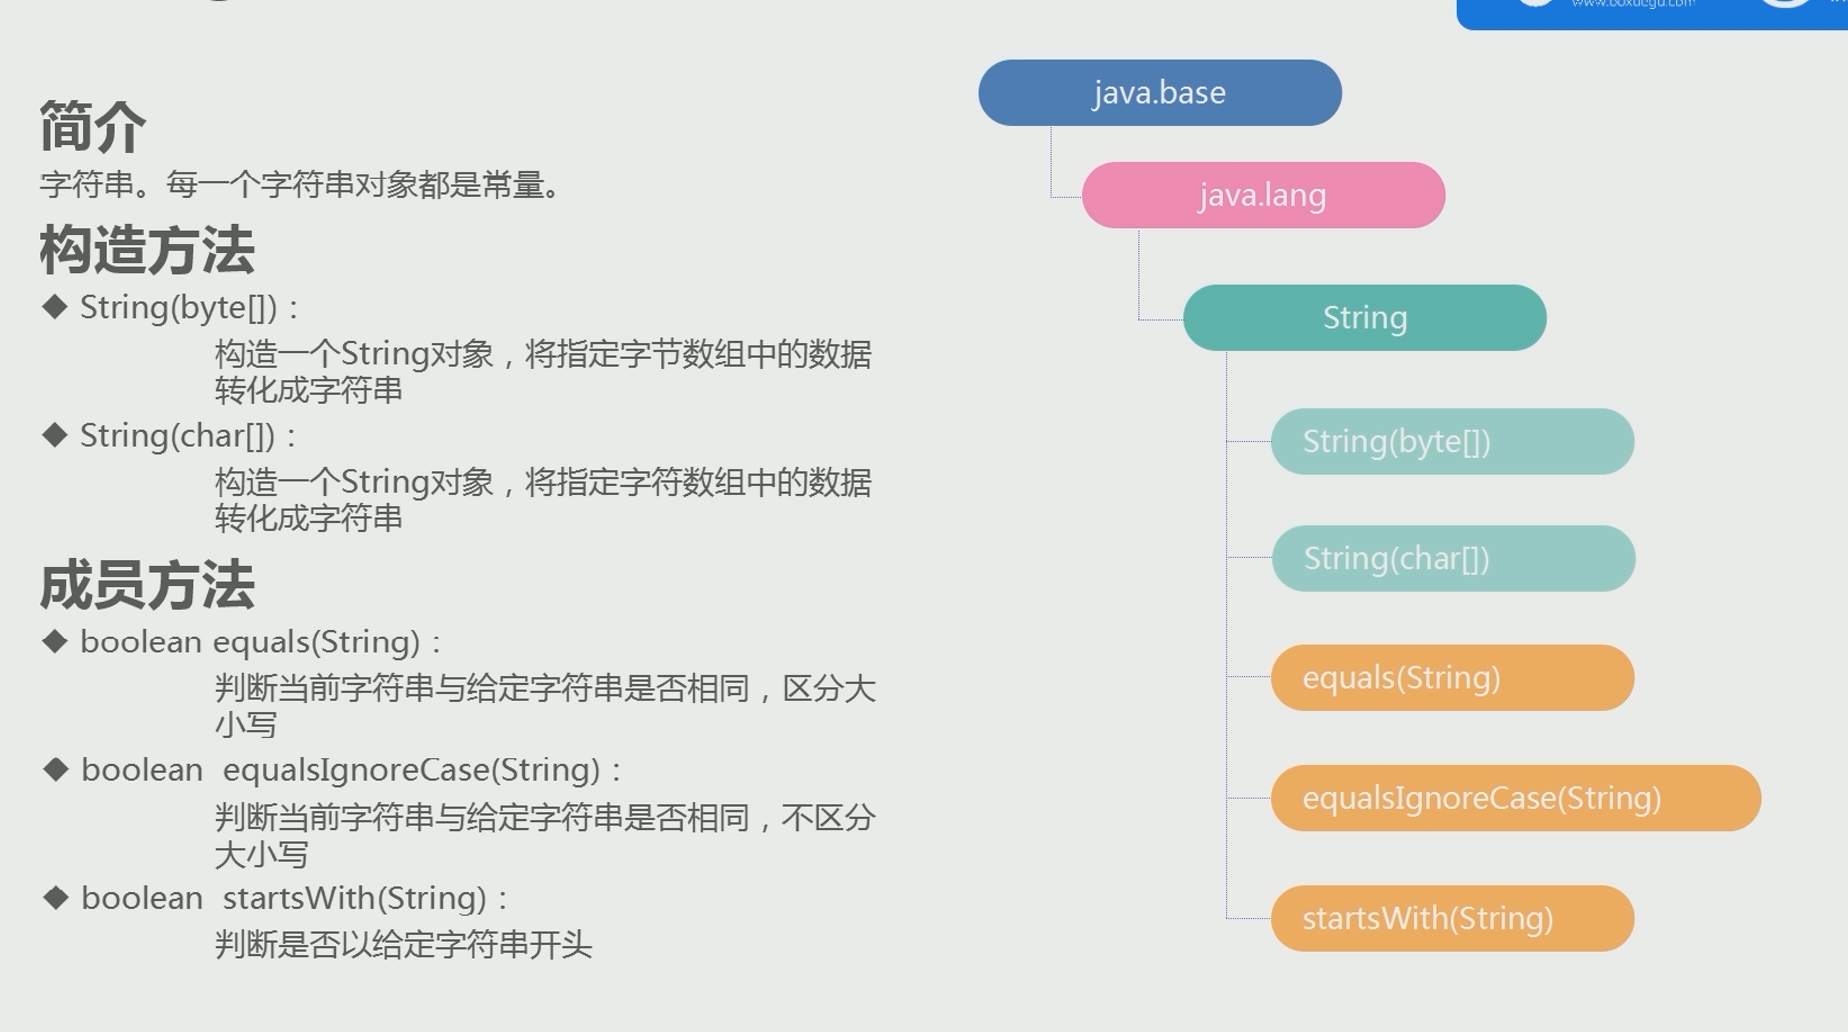 www.boxuegu.com
简介
字符串。每一个字符串对象都是常量。
构造方法
◆ String(byte[])：
构造一个String对象，将指定字节数组中的数据
转化成字符串
◆ String(char[])：
构造一个String对象，将指定字符数组中的数据
转化成字符串
成员方法
◆ boolean equals(String)：
判断当前字符串与给定字符串是否相同，区分大
小写
◆ boolean  equalsIgnoreCase(String)：
判断当前字符串与给定字符串是否相同，不区分
大小写
◆ boolean  startsWith(String)：
判断是否以给定字符串开头
java.base
java.lang
String
String(byte[])
String(char[])
equals(String)
equalsIgnoreCase(String)
startsWith(String)